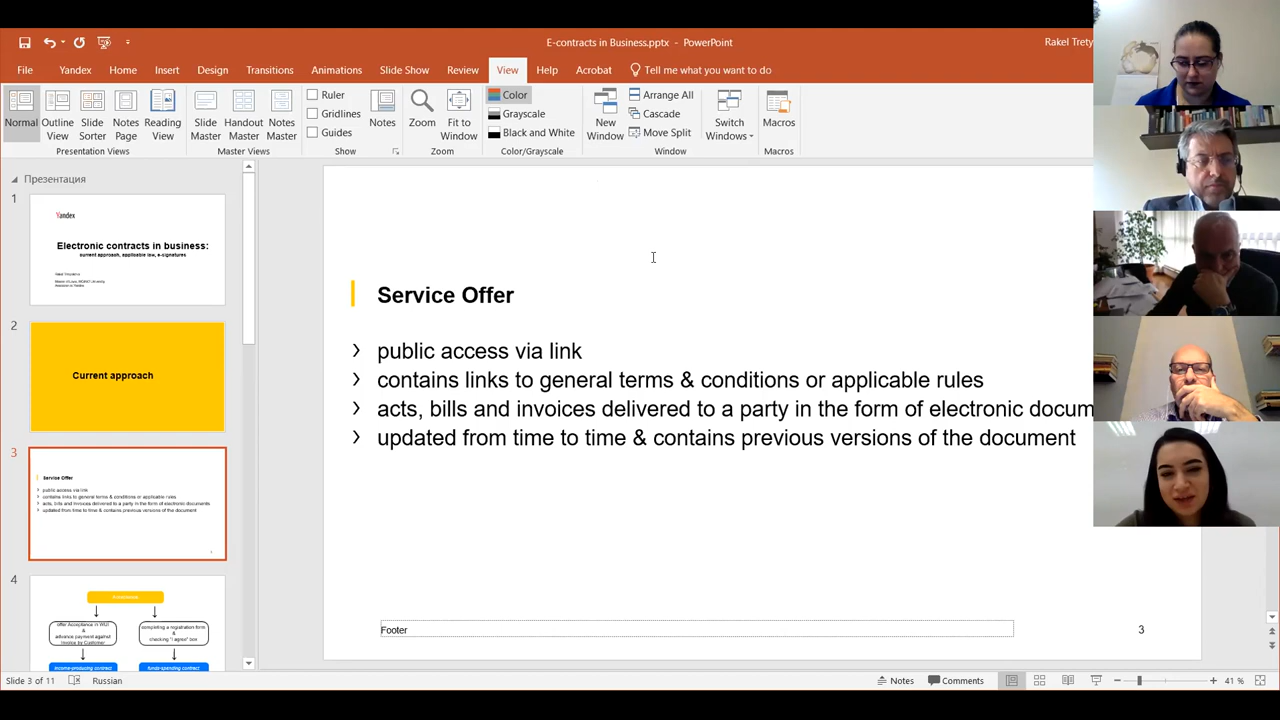 E-contracts in Business.pptx - PowerPoint
Rakel Trety
File Yandex Home Insert Design Transitions Animations Slide Show Review View Help Acrobat Tell me what you want to do
Normal
Outline View
Slide Sorter
Notes Page
Reading View
Presentation Views
Slide Master
Handout Master
Notes Master
Master Views
Ruler
Gridlines
Guides
Show
Notes
Zoom
Fit to Window
Zoom
Color
Grayscale
Black and White
Color/Grayscale
New Window
Arrange All
Cascade
Move Split
Window
Switch Windows
Macros
Macros
Презентация
1
Yandex
Electronic contracts in business:
current approach, applicable law, e-signatures
2
Current approach
3
Service Offer
public access via link
contains links to general terms & conditions or applicable rules
acts, bills and invoices delivered to a party in the form of electronic documents
updated from time to time & contains previous versions of the document
4
offer Acceptance in WUI
&
advance payment against
Invoice by Customer
completing a registration form
&
checking "I agree" box
income-producing contract
funds-spending contract
Service Offer
› public access via link
› contains links to general terms & conditions or applicable rules
› acts, bills and invoices delivered to a party in the form of electronic docum
› updated from time to time & contains previous versions of the document
Footer
3
Slide 3 of 11 Russian Notes Comments 41 %